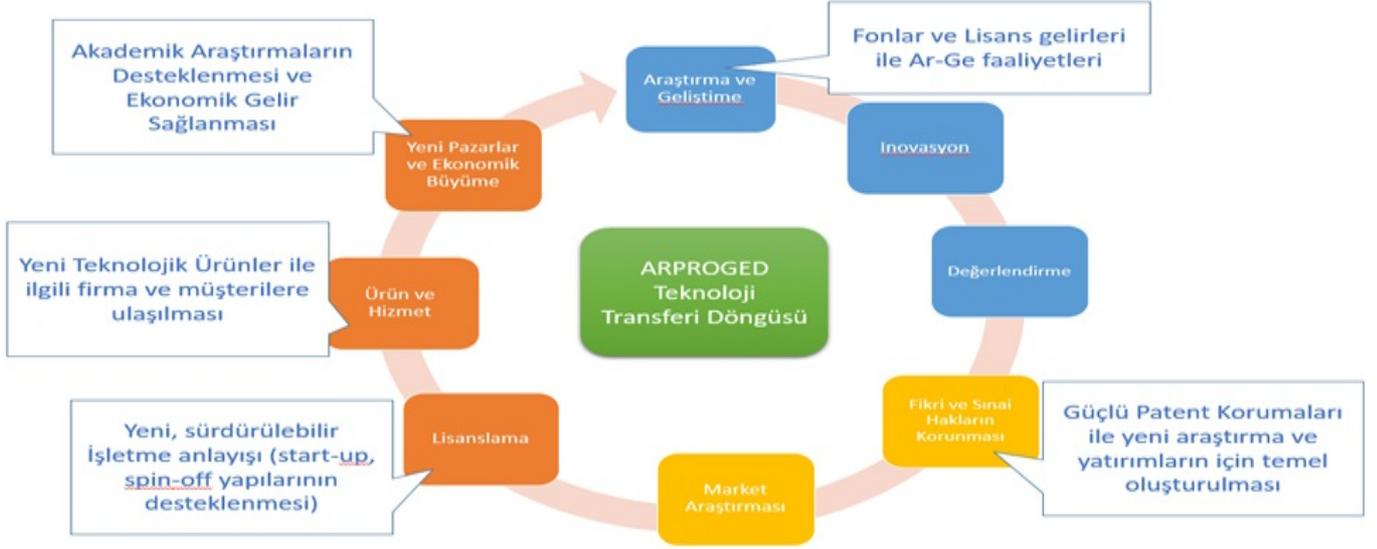 Akademik Araştırmaların
Desteklenmesi ve
Ekonomik Gelir
Sağlanması
Araştırma ve
Geliştime
Fonlar ve Lisans gelirleri
ile Ar-Ge faaliyetleri
Yeni Pazarlar
ve Ekonomik
Büyüme
Inovasyon
Yeni Teknolojik Ürünler ile
ilgili firma ve müşterilere
ulaşılması
Ürün ve
Hizmet
ARPROGED
Teknoloji
Transferi Döngüsü
Değerlendirme
Yeni, sürdürülebilir
İşletme anlayışı (start-up,
spin-off yapılarının
desteklenmesi)
Lisanslama
Market
Araştırması
Fikri ve Sınai
Hakların
Korunması
Güçlü Patent Korumaları
ile yeni araştırma ve
yatırımların için temel
oluşturulması